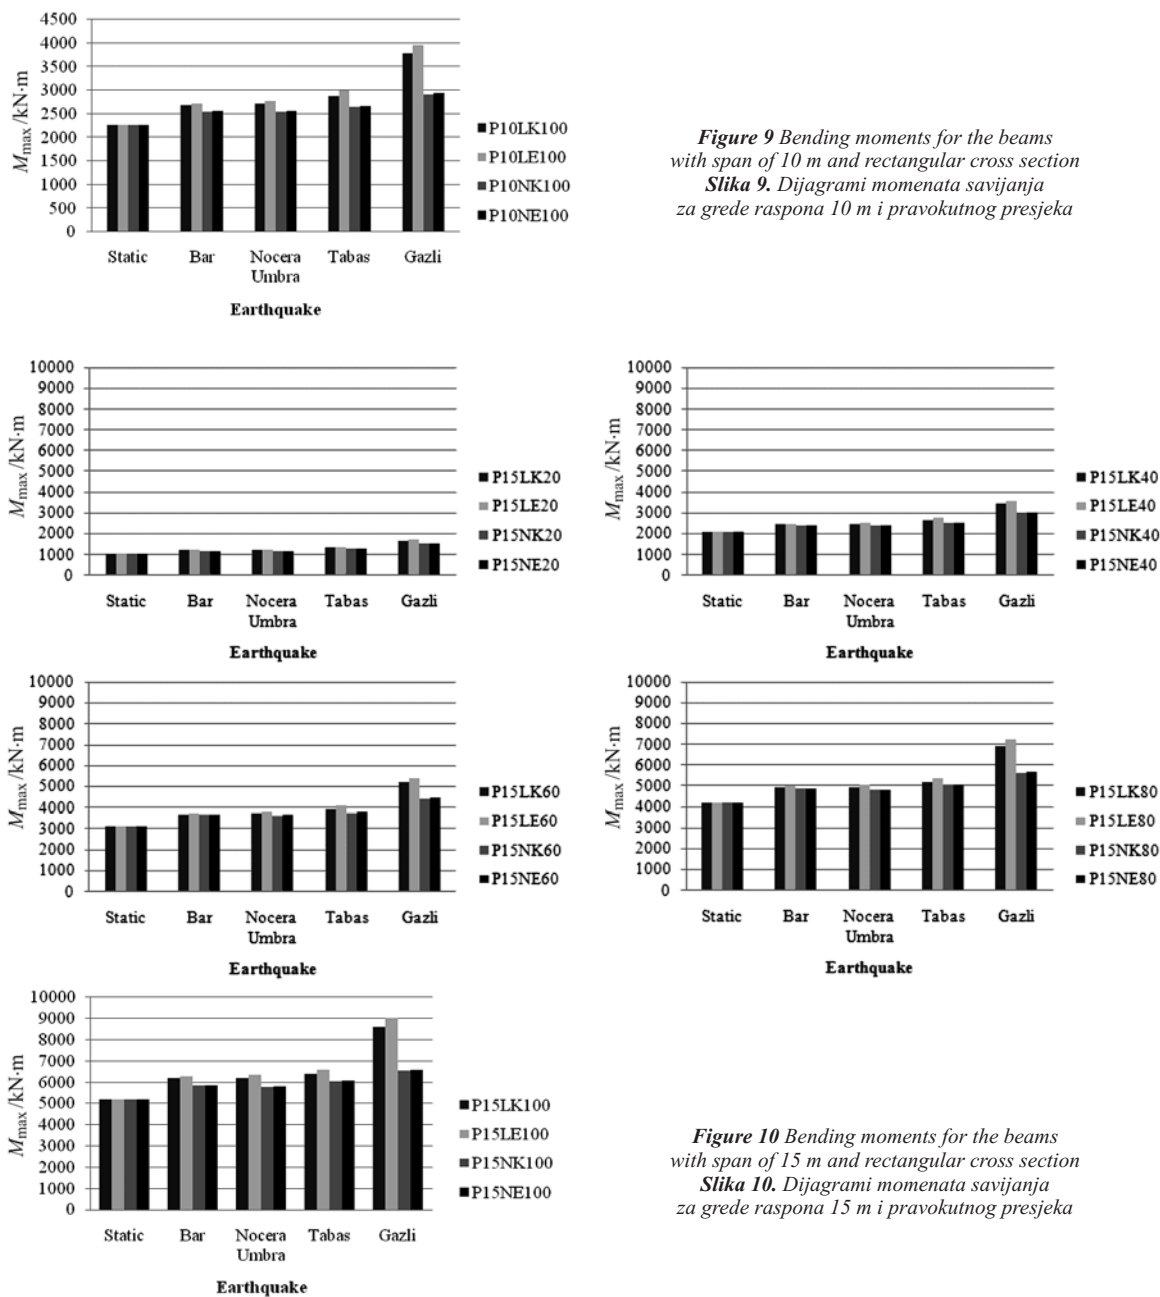 4500
4000
3500
3000
2500
2000
1500
1000
500
0
M max /kN·m
Static Bar Nocera Umbra Tabas Gazli
Earthquake
P10LK100
P10LE100
P10NK100
P10NE100
Figure 9 Bending moments for the beams
with span of 10 m and rectangular cross section
Slika 9. Dijagrami momenata savijanja
za grede raspona 10 m i pravokutnog presjeka
10000
9000
8000
7000
6000
5000
4000
3000
2000
1000
0
M max /kN·m
Static Bar Nocera Umbra Tabas Gazli
Earthquake
P15LK20
P15LE20
P15NK20
P15NE20
10000
9000
8000
7000
6000
5000
4000
3000
2000
1000
0
M max /kN·m
Static Bar Nocera Umbra Tabas Gazli
Earthquake
P15LK40
P15LE40
P15NK40
P15NE40
10000
9000
8000
7000
6000
5000
4000
3000
2000
1000
0
M max /kN·m
Static Bar Nocera Umbra Tabas Gazli
Earthquake
P15LK60
P15LE60
P15NK60
P15NE60
10000
9000
8000
7000
6000
5000
4000
3000
2000
1000
0
M max /kN·m
Static Bar Nocera Umbra Tabas Gazli
Earthquake
P15LK80
P15LE80
P15NK80
P15NE80
10000
9000
8000
7000
6000
5000
4000
3000
2000
1000
0
M max /kN·m
Static Bar Nocera Umbra Tabas Gazli
Earthquake
P15LK100
P15LE100
P15NK100
P15NE100
Figure 10 Bending moments for the beams
with span of 15 m and rectangular cross section
Slika 10. Dijagrami momenata savijanja
za grede raspona 15 m i pravokutnog presjeka